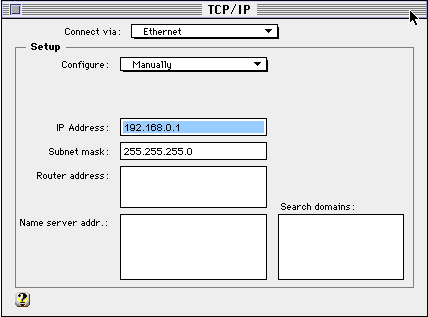 TCP/IP
Connect via: Ethernet
Setup
Configure: Manually
IP Address: 192.168.0.1
Subnet mask: 255.255.255.0
Router address:
Search domains:
Name server addr.:
?